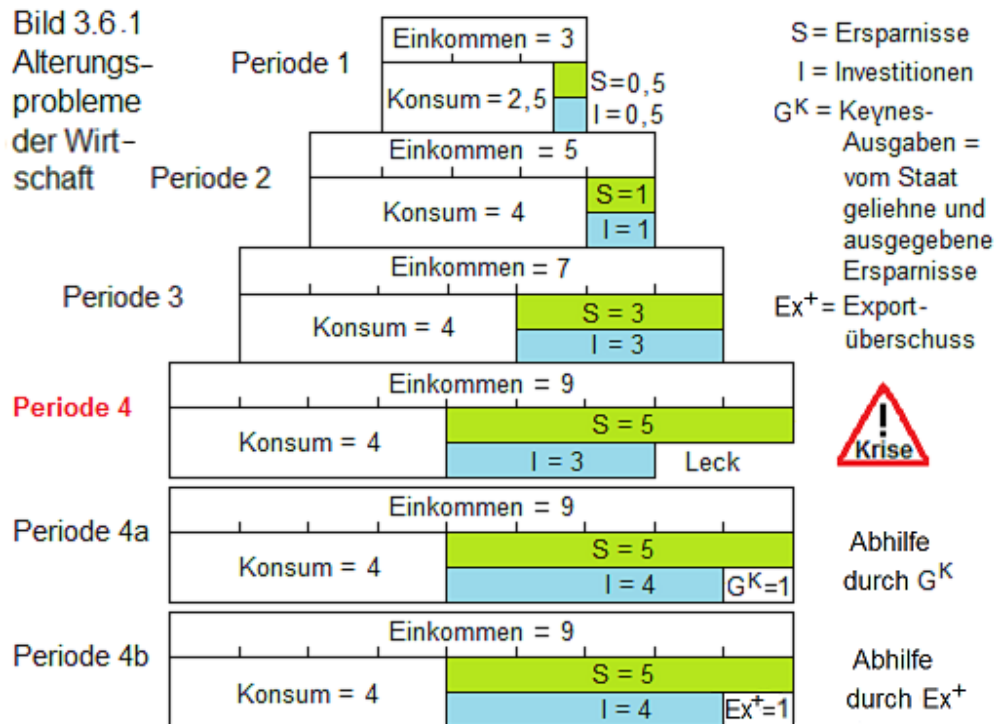 Bild 3.6.1
Alterungs-
probleme
der Wirt-
schaft
Periode 1
Einkommen = 3
Konsum = 2,5
S=0,5
I=0,5
Periode 2
Einkommen = 5
Konsum = 4
S=1
I=1
Periode 3
Einkommen = 7
Konsum = 4
S = 3
I = 3
Periode 4
Einkommen = 9
Konsum = 4
S = 5
I = 3
Leck
Periode 4a
Einkommen = 9
Konsum = 4
S = 5
I = 4
Gᴷ=1
Periode 4b
Einkommen = 9
Konsum = 4
S = 5
I = 4
Ex⁺=1
S = Ersparnisse
I = Investitionen
Gᴷ = Keynes-
Ausgaben =
vom Staat
geliehne und
ausgegebene
Ersparnisse
Ex⁺ = Export-
überschuss
!
Krise
Abhilfe
durch Gᴷ
Abhilfe
durch Ex⁺